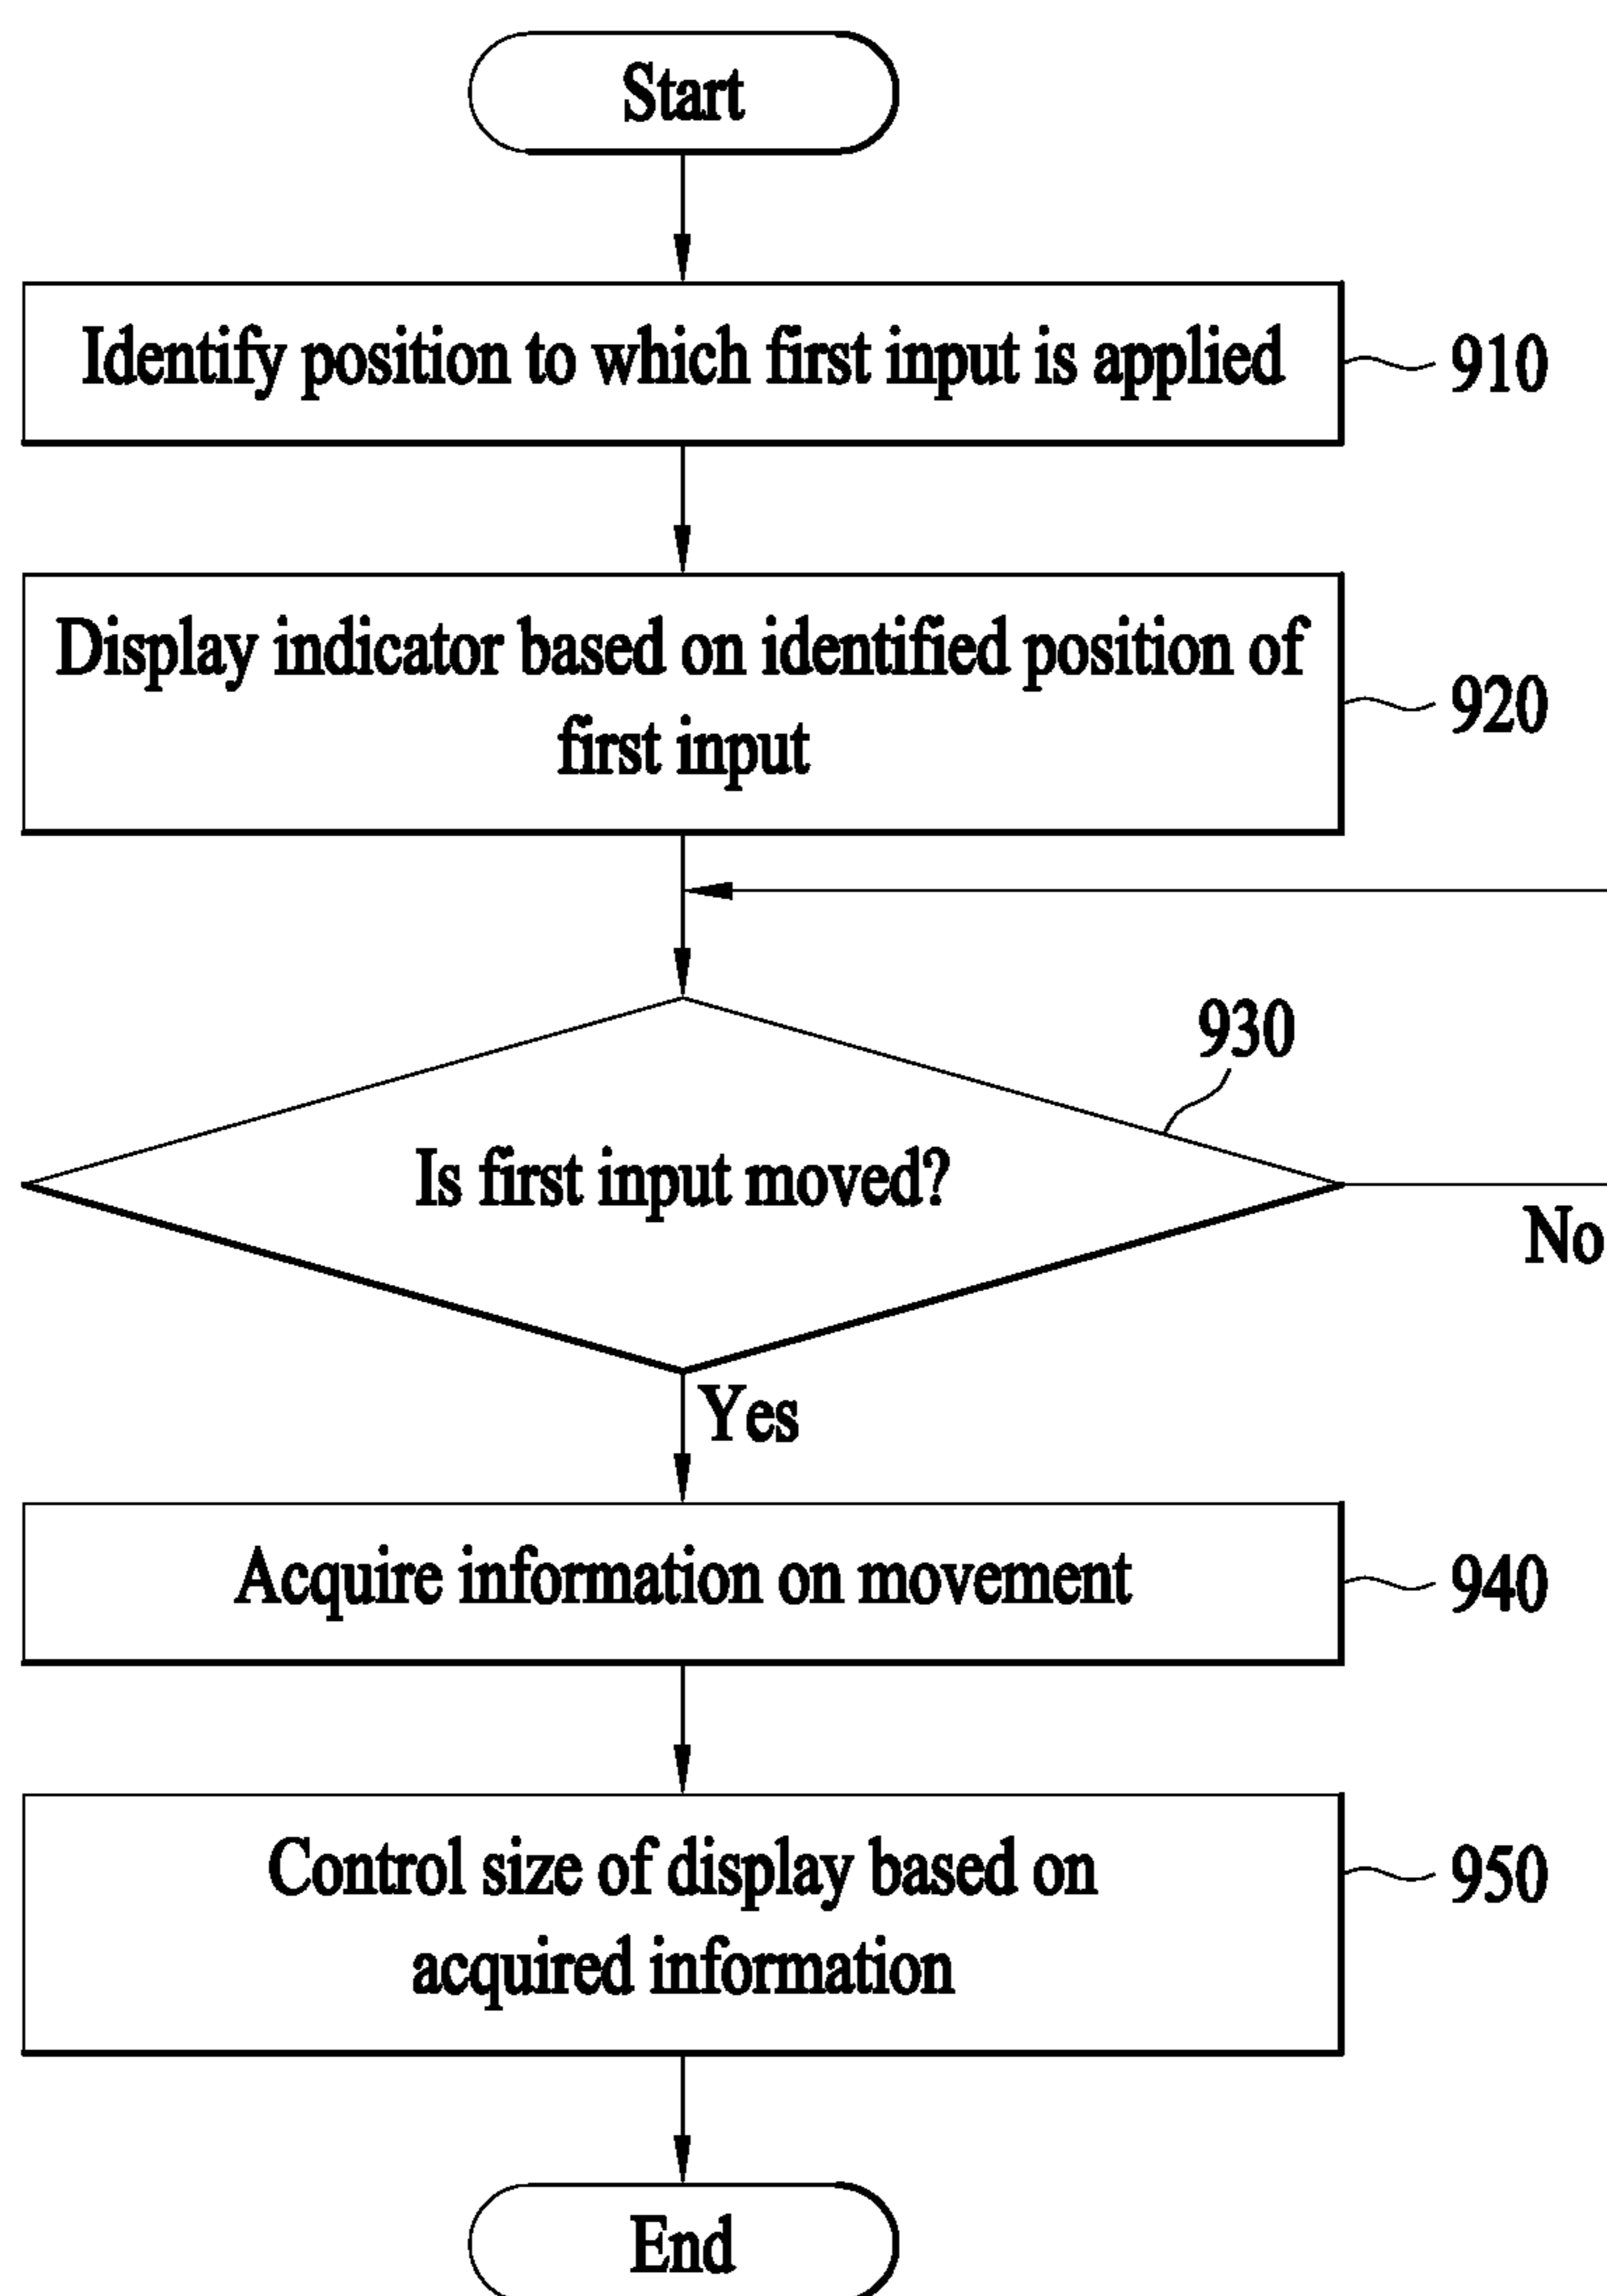 Start
Identify position to which first input is applied
910
Display indicator based on identified position of
first input
920
930
Is first input moved?
No
Yes
Acquire information on movement
940
Control size of display based on
acquired information
950
End